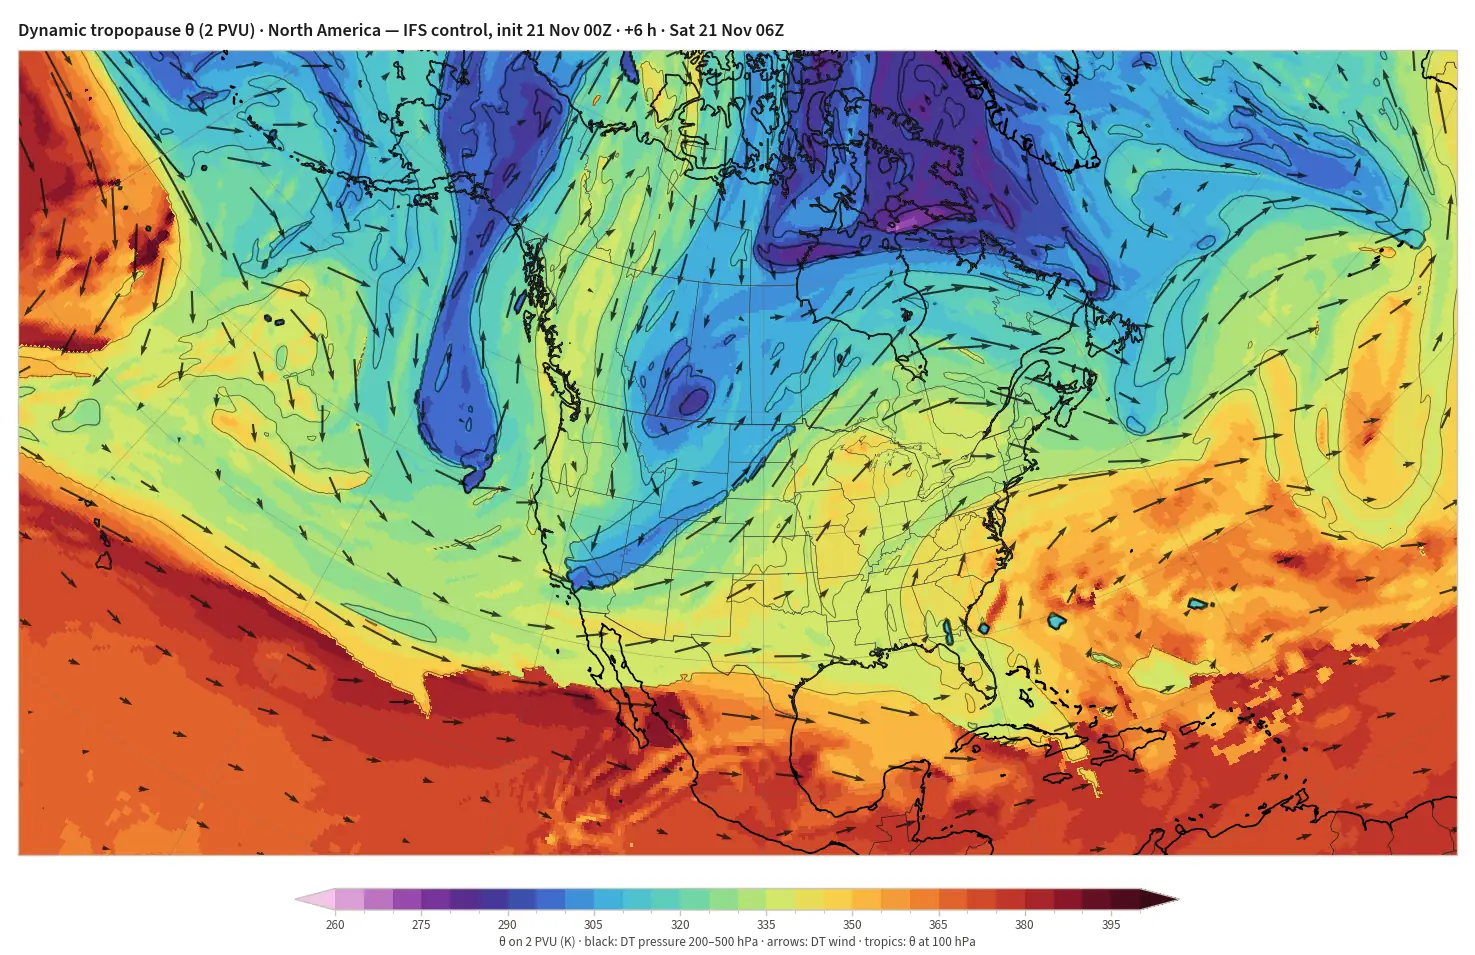 Dynamic tropopause θ (2 PVU) · North America — IFS control, init 21 Nov 00Z · +6 h · Sat 21 Nov 06Z
260 275 290 305 320 335 350 365 380 395
θ on 2 PVU (K) · black: DT pressure 200–500 hPa · arrows: DT wind · tropics: θ at 100 hPa